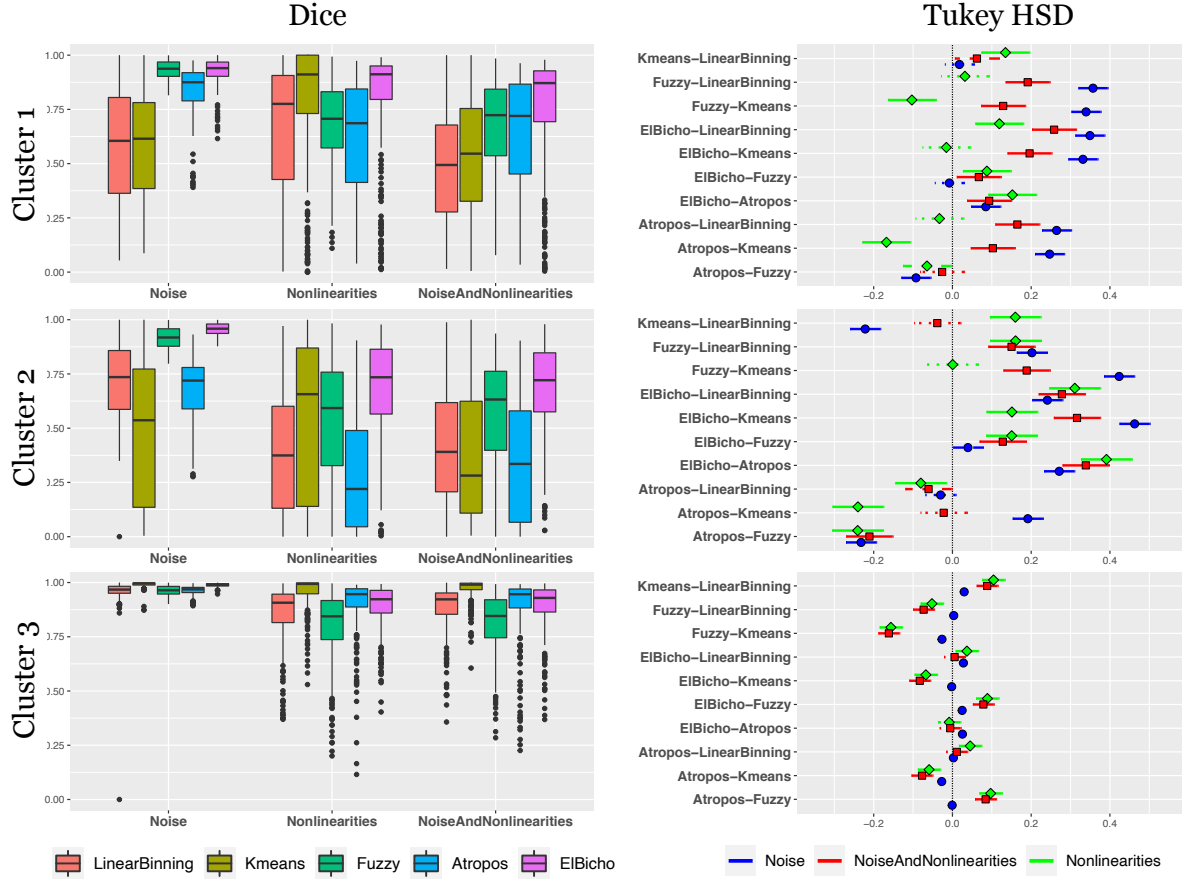 Dice
Tukey HSD
Cluster 1
1.00
0.75
0.50
0.25
0.00
Noise
Nonlinearities
NoiseAndNonlinearities
Kmeans−LinearBinning
Fuzzy−LinearBinning
Fuzzy−Kmeans
ElBicho−LinearBinning
ElBicho−Kmeans
ElBicho−Fuzzy
ElBicho−Atropos
Atropos−LinearBinning
Atropos−Kmeans
Atropos−Fuzzy
−0.2
0.0
0.2
0.4
Cluster 2
1.00
0.75
0.50
0.25
0.00
Noise
Nonlinearities
NoiseAndNonlinearities
Kmeans−LinearBinning
Fuzzy−LinearBinning
Fuzzy−Kmeans
ElBicho−LinearBinning
ElBicho−Kmeans
ElBicho−Fuzzy
ElBicho−Atropos
Atropos−LinearBinning
Atropos−Kmeans
Atropos−Fuzzy
−0.2
0.0
0.2
0.4
Cluster 3
1.00
0.75
0.50
0.25
0.00
Noise
Nonlinearities
NoiseAndNonlinearities
Kmeans−LinearBinning
Fuzzy−LinearBinning
Fuzzy−Kmeans
ElBicho−LinearBinning
ElBicho−Kmeans
ElBicho−Fuzzy
ElBicho−Atropos
Atropos−LinearBinning
Atropos−Kmeans
Atropos−Fuzzy
−0.2
0.0
0.2
0.4
LinearBinning Kmeans Fuzzy Atropos ElBicho
Noise NoiseAndNonlinearities Nonlinearities